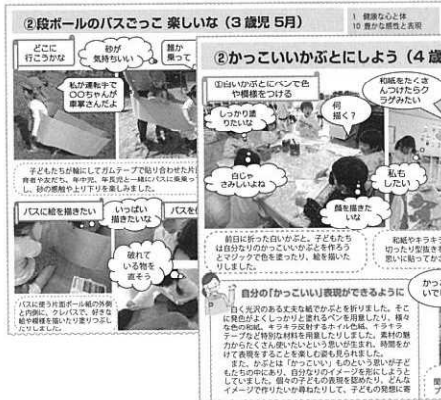 ②段ボールのバスごっこ 楽しいな（3歳児 5月）
1 健康な心と体
10 豊かな感性と表現
どこに
行こうかな
砂が
気持ちいい
誰か
乗って
私が運転手で
〇〇ちゃんが
車掌さんだよ
子どもたちが輪にしてガムテープで貼り合わせた片
育者や友だち、年中児、年長児と一緒にバスに乗
し、砂の感触や上り下りを楽しみました。
バスに絵を描きたい
いっぱい
描きたいな
バスを
破れて
いる物を
直そう
バスに使う片面ボール紙の外側
と内側に、クレパスで、好きな
絵や模様を描いたり塗りつぶし
たりしました。
②かっこいいかぶとにしよう（4歳
①白いかぶとにペンで色
や模様をつける
しっかり塗
りたいな
何
描く？
和紙をたくさ
んつけたらク
ラゲみたい
白じゃ
さみしいよね
私も
したい
顔を描きた
いな
前日に折った白いかぶと。子どもたち
は自分なりのかっこいいかぶとを作ろう
とマジックで色を塗ったり、絵を描いた
りしました。
和紙やキラキラ
切ったり型抜きを
思いに貼ってかざ
自分の「かっこいい」表現ができるように
白く光沢のある丈夫な紙でかぶとを折りました。そこ
に発色がよくしっかりと塗れるペンを用意したり、様々
な色の和紙、キラキラ反射するホイル色紙、キラキラ
テープなど特別な材料を用意したりしました。素材の魅
力からたくさん使いたいという思いが生まれ、時間をか
けて表現をすることを楽しむ姿も見られました。
また、かぶとは「かっこいい」ものという思いが子ど
もたちの中にあり、自分なりのイメージを形にしようと
していました。個々の子どもの表現を認めたり、どんな
イメージで作りたいか尋ねたりして、子どもの発想に寄
かっこ
いで